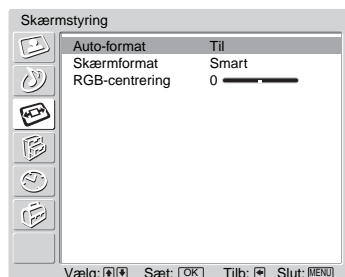 Skærmstyring
Auto-format Til
Skærmformat Smart
RGB-centrering 0
Vælg: Sæt: OK Tilb: Slut: MENU